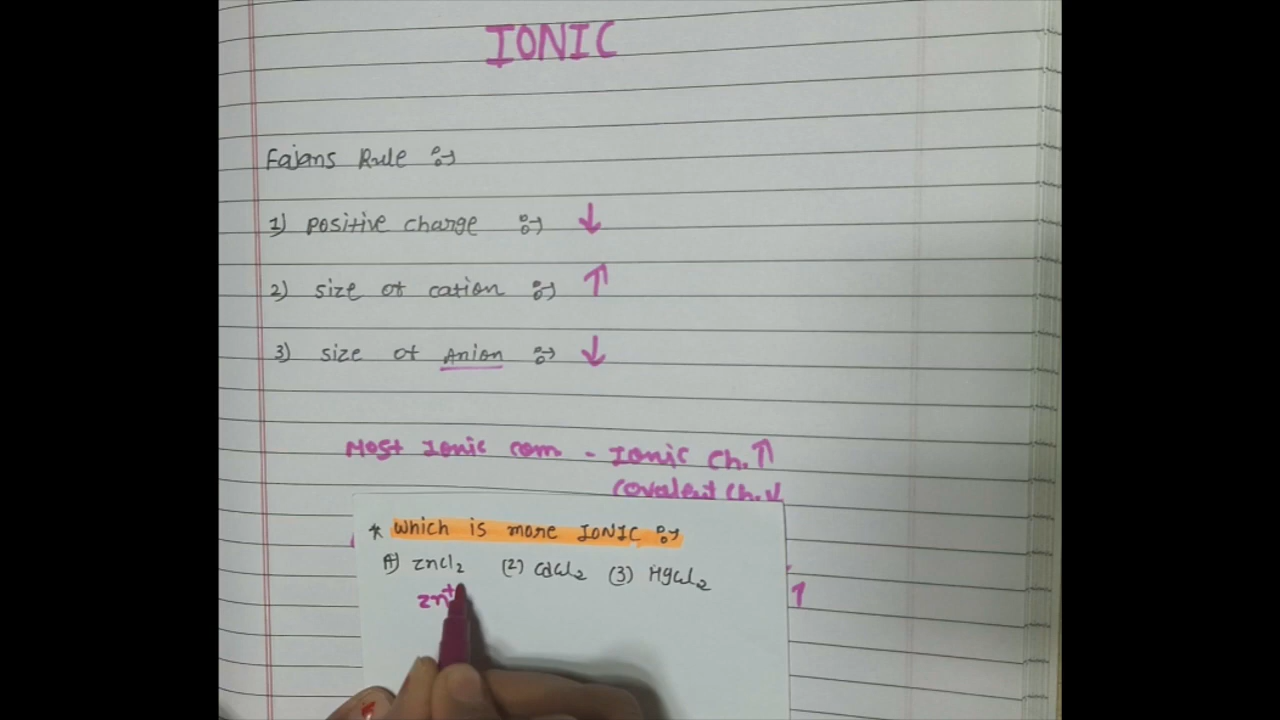 IONIC
Fajans Rule :-)
1) positive charge :-) ↓
2) size of cation :-) ↑
3) size of Anion :-) ↓
Most Ionic com - Ionic Ch.↑
Covalent Ch.↓
* Which is more IONIC :-)
A) ZnCl2 (2) CdCl2 (3) HgCl2
Zn+ ↑